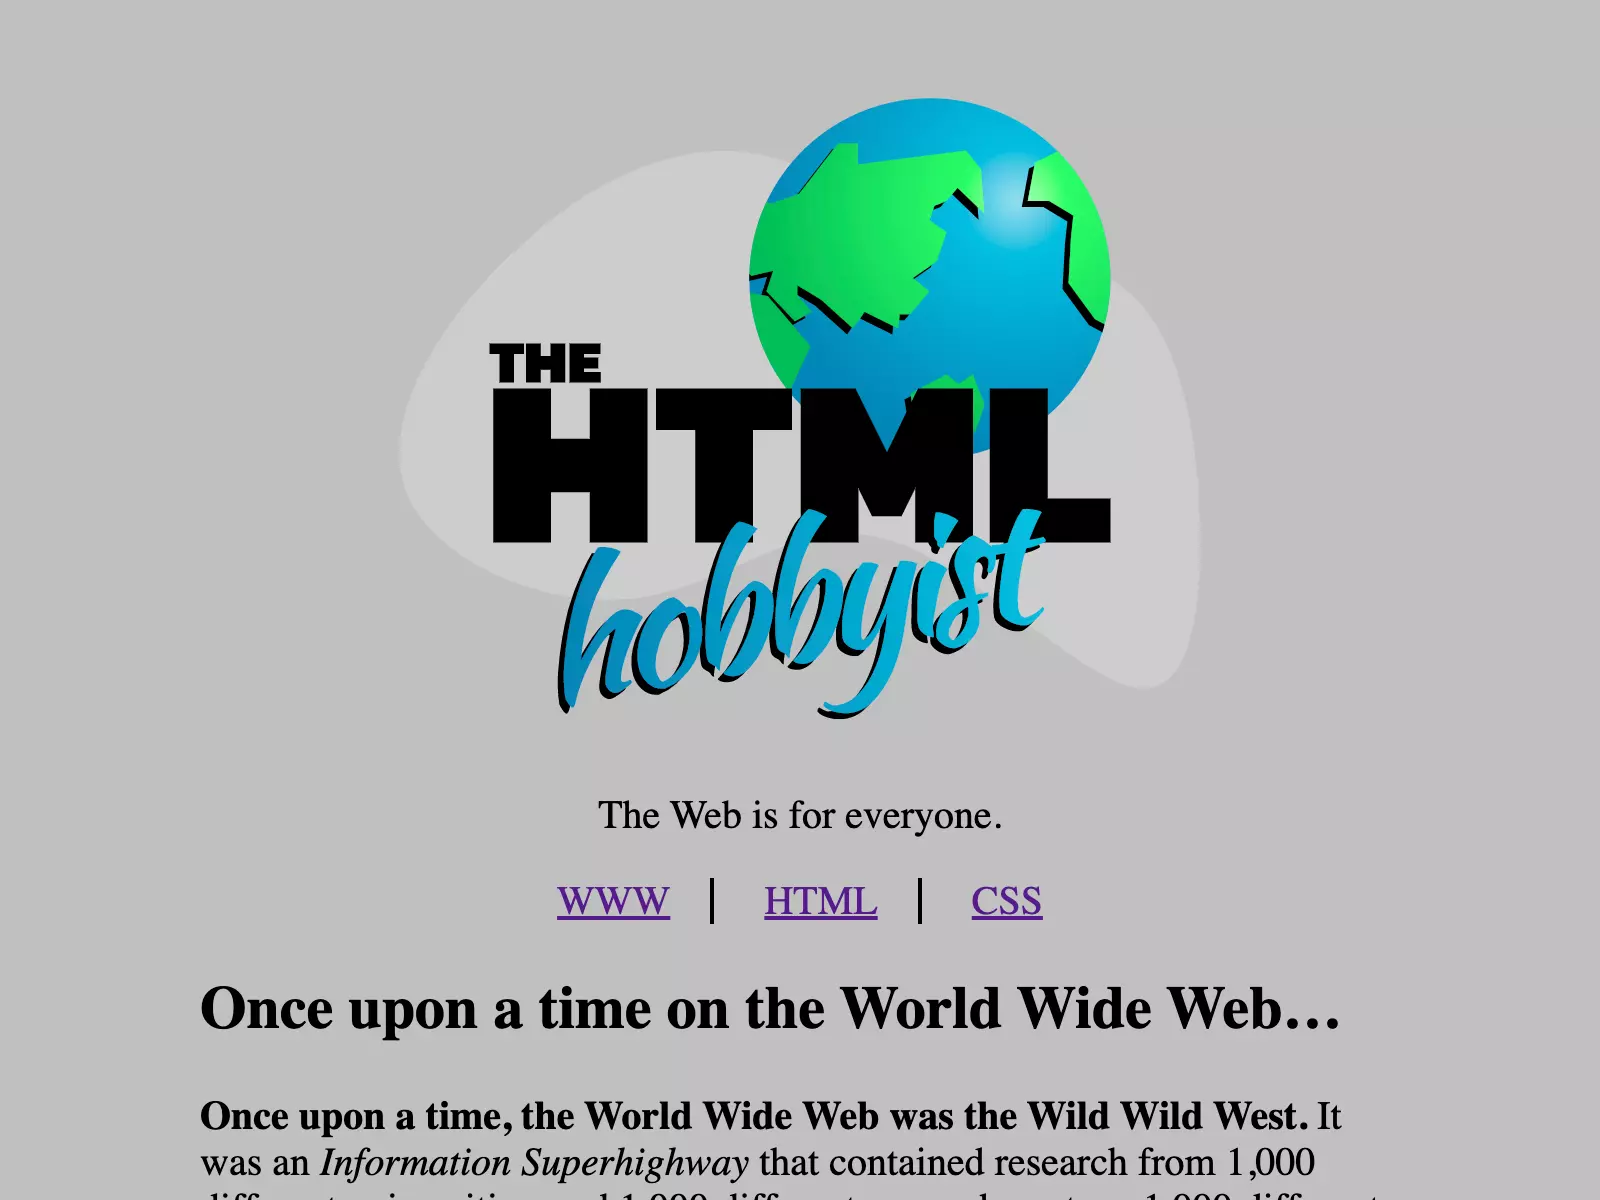 THE
HTML
hobbyist
The Web is for everyone.
WWW | HTML | CSS
Once upon a time on the World Wide Web…
Once upon a time, the World Wide Web was the Wild Wild West. It
was an Information Superhighway that contained research from 1,000